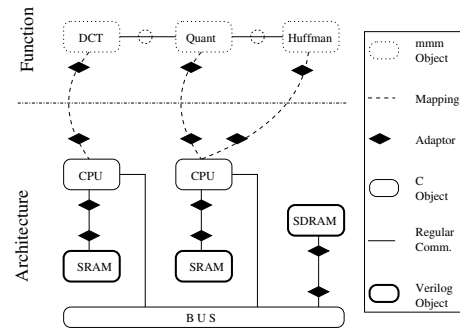 Function
DCT
Quant
Huffman
Architecture
CPU
CPU
SDRAM
SRAM
SRAM
B U S
mmm
Object
Mapping
Adaptor
C
Object
Regular
Comm.
Verilog
Object